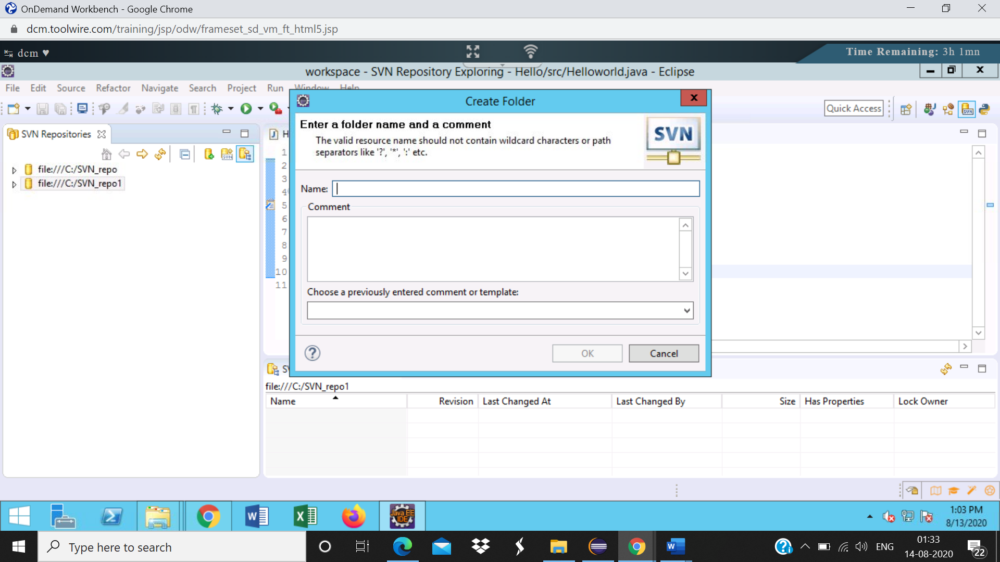 OnDemand Workbench - Google Chrome
dcm.toolwire.com/training/jsp/odw/frameset_sd_vm_ft_html5.jsp
dcm ♥
Time Remaining: 3h 1mn
workspace - SVN Repository Exploring - Hello/src/Helloworld.java - Eclipse
File Edit Source Refactor Navigate Search Project Run Window Help
Quick Access
SVN Repositories
file:///C:/SVN_repo
file:///C:/SVN_repo1
H
1
2
3
4
5
6
7
8
9
10
11
Create Folder
Enter a folder name and a comment
The valid resource name should not contain wildcard characters or path
separators like '?', '*', ':' etc.
SVN
Name:
Comment
Choose a previously entered comment or template:
OK
Cancel
file:///C:/SVN_repo1
Name Revision Last Changed At Last Changed By Size Has Properties Lock Owner
Java EE
IDE
1:03 PM
8/13/2020
Type here to search
ENG
01:33
14-08-2020
22